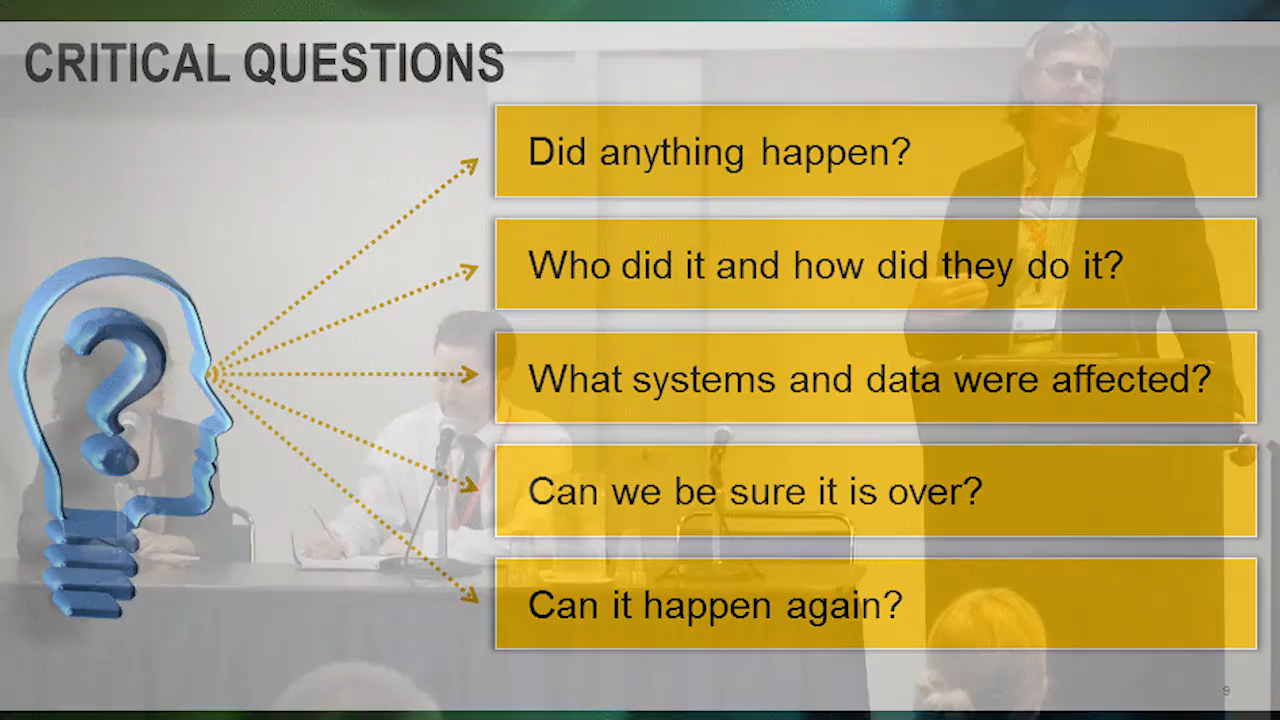 CRITICAL QUESTIONS
Did anything happen?
Who did it and how did they do it?
What systems and data were affected?
Can we be sure it is over?
Can it happen again?
9